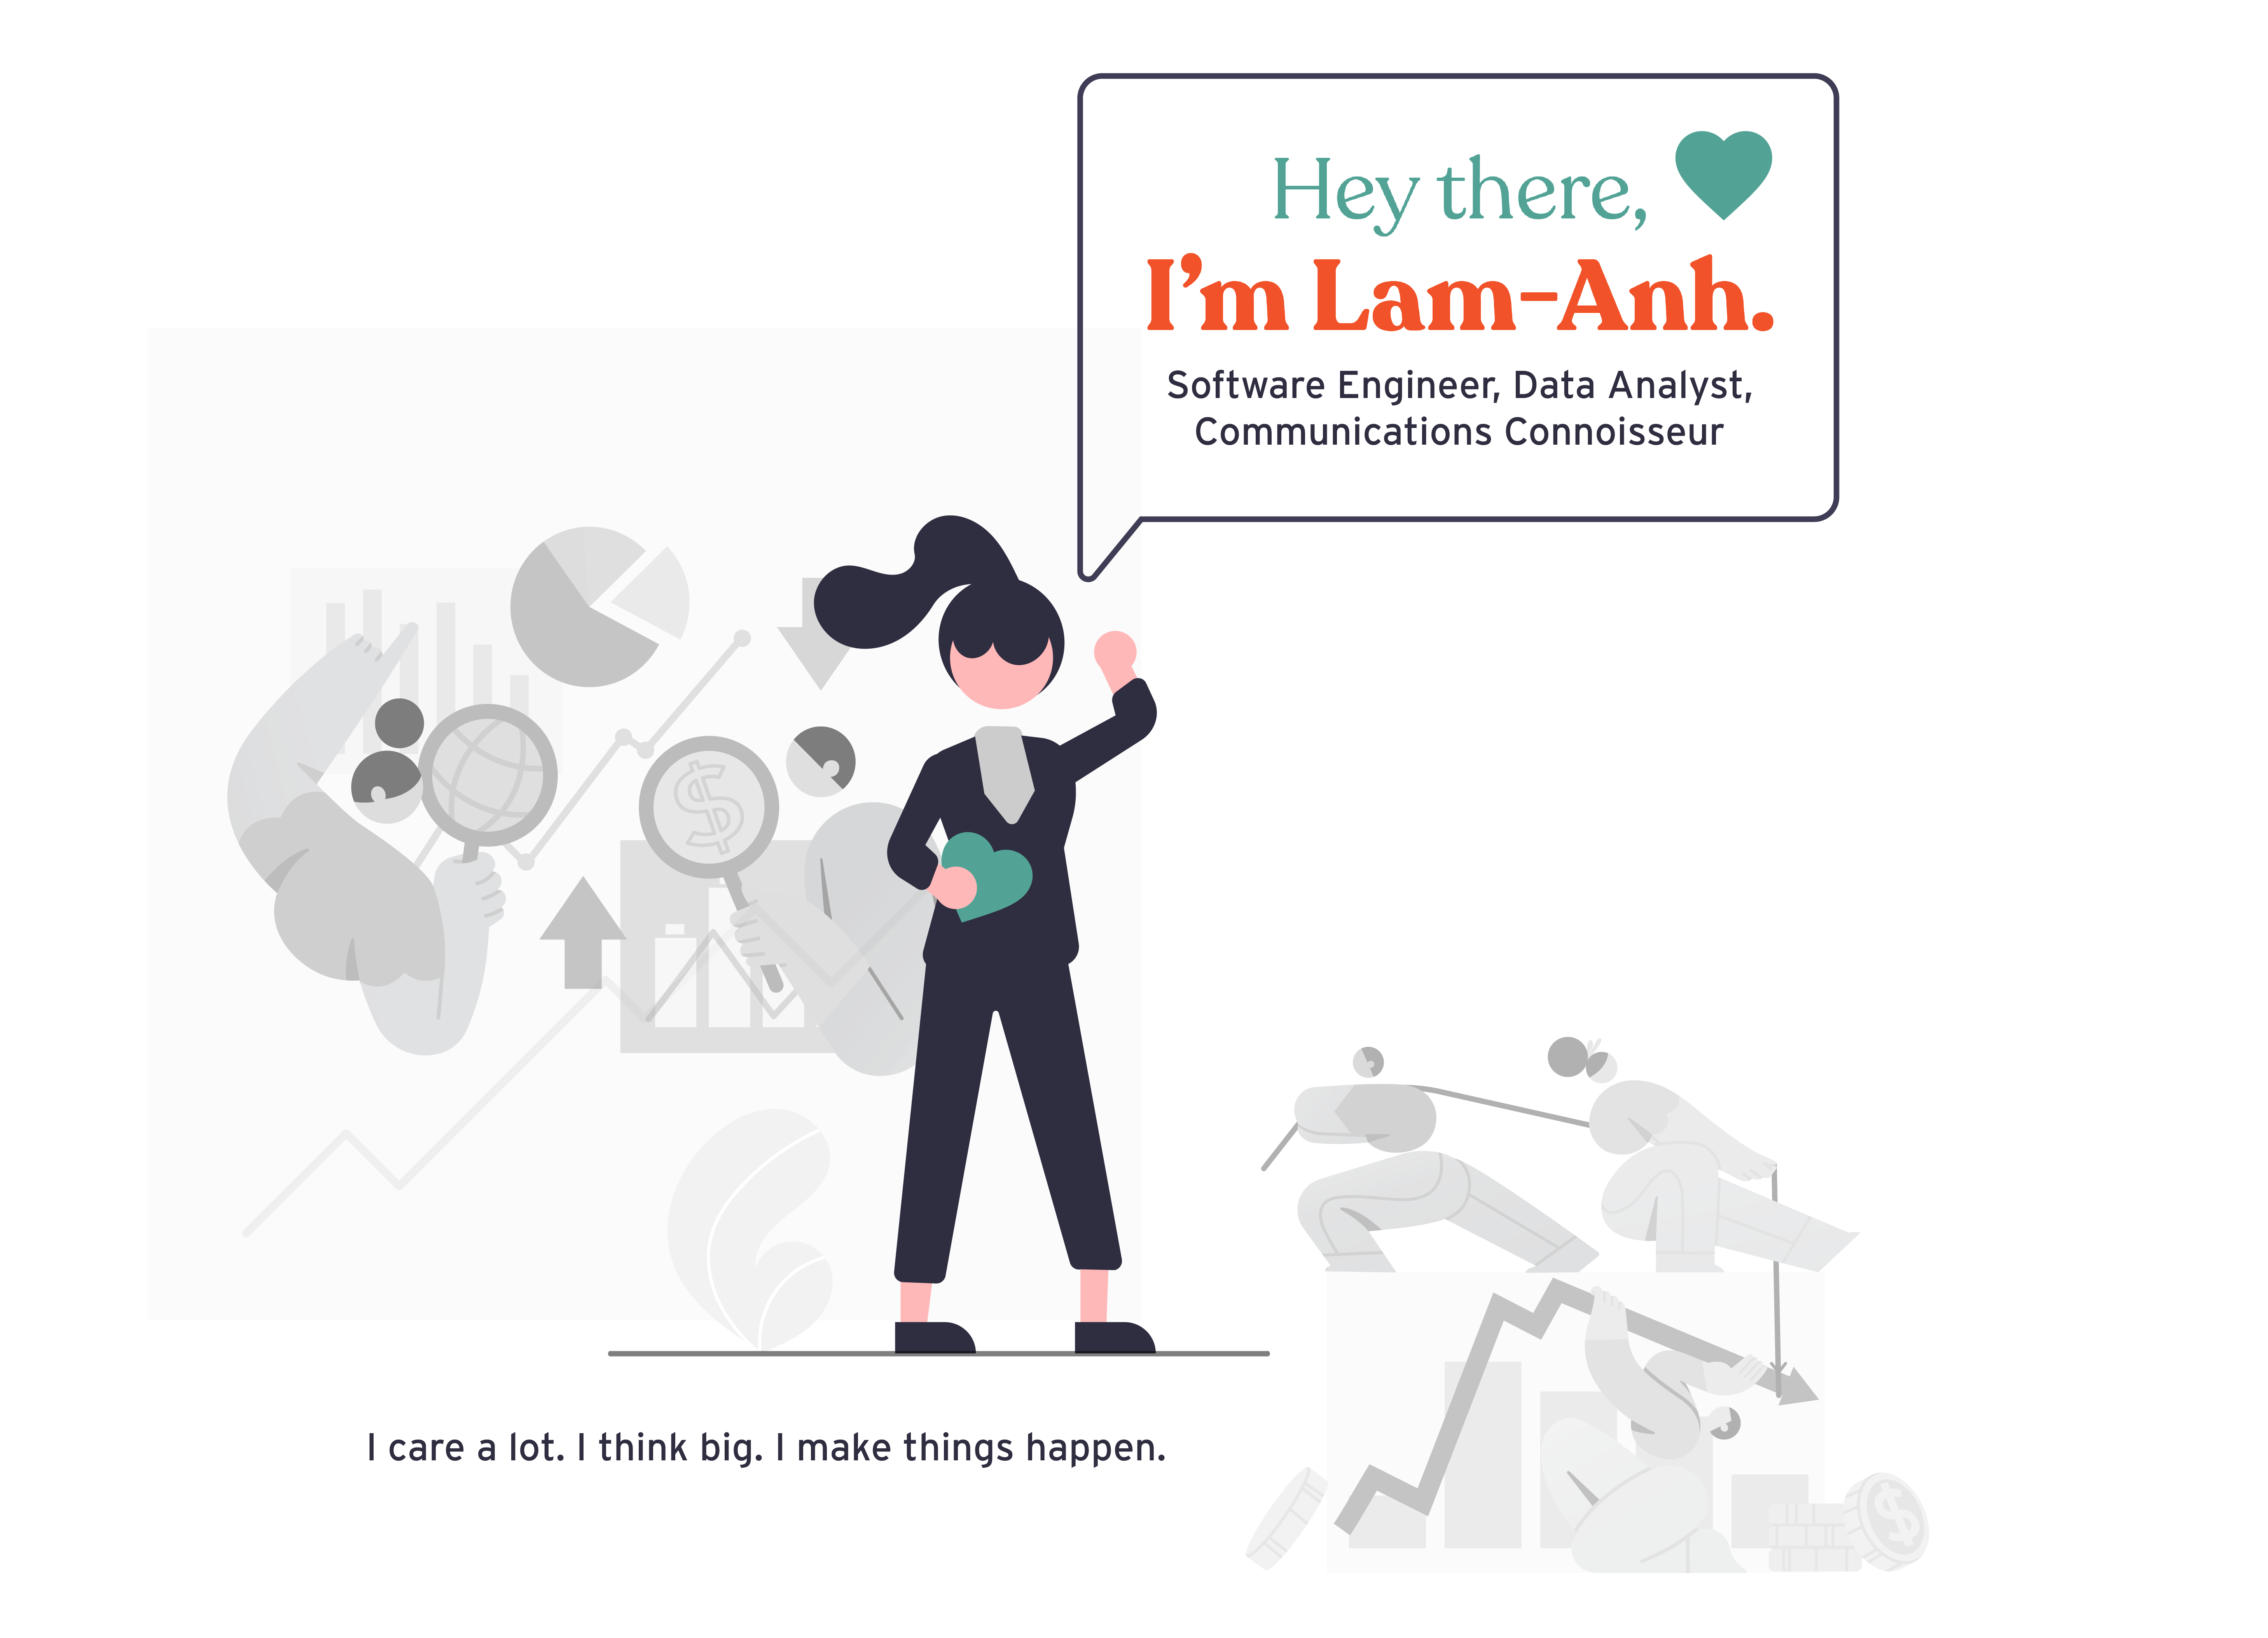 Hey there,
I'm Lam-Anh.
Software Engineer, Data Analyst,
Communications Connoisseur
$
I care a lot. I think big. I make things happen.
$